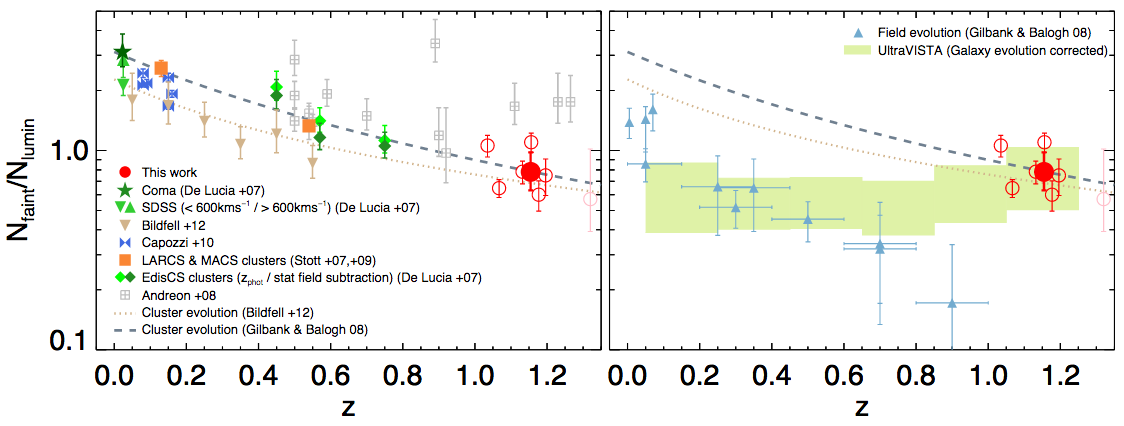 N_faint/N_lumin
1.0
0.1
This work
Coma (De Lucia +07)
SDSS (< 600kms⁻¹ / > 600kms⁻¹) (De Lucia +07)
Bildfell +12
Capozzi +10
LARCS & MACS clusters (Stott +07,+09)
EdisCS clusters (z_phot / stat field subtraction) (De Lucia +07)
Andreon +08
Cluster evolution (Bildfell +12)
Cluster evolution (Gilbank & Balogh 08)
0.0 0.2 0.4 0.6 0.8 1.0 1.2
z
Field evolution (Gilbank & Balogh 08)
UltraVISTA (Galaxy evolution corrected)
0.0 0.2 0.4 0.6 0.8 1.0 1.2
z